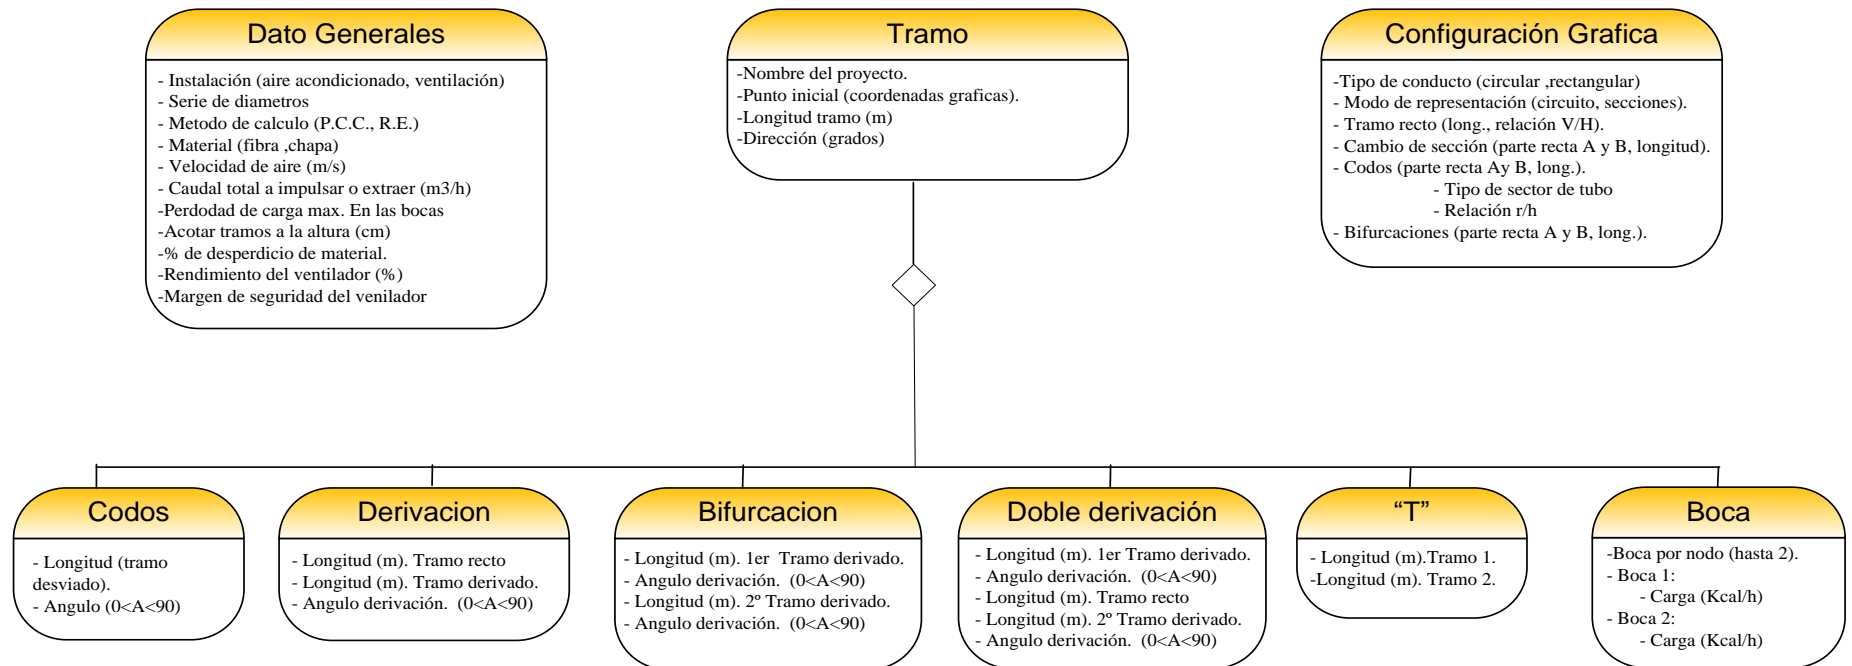 Dato Generales
- Instalación (aire acondicionado, ventilación)
- Serie de diametros
- Metodo de calculo (P.C.C., R.E.)
- Material (fibra ,chapa)
- Velocidad de aire (m/s)
- Caudal total a impulsar o extraer (m3/h)
-Perdodad de carga max. En las bocas
-Acotar tramos a la altura (cm)
-% de desperdicio de material.
-Rendimiento del ventilador (%)
-Margen de seguridad del venilador
Tramo
-Nombre del proyecto.
-Punto inicial (coordenadas graficas).
-Longitud tramo (m)
-Dirección (grados)
Configuración Grafica
-Tipo de conducto (circular ,rectangular)
- Modo de representación (circuito, secciones).
- Tramo recto (long., relación V/H).
- Cambio de sección (parte recta A y B, longitud).
- Codos (parte recta Ay B, long.).
- Tipo de sector de tubo
- Relación r/h
- Bifurcaciones (parte recta A y B, long.).
Codos
- Longitud (tramo
desviado).
- Angulo (0<A<90)
Derivacion
- Longitud (m). Tramo recto
- Longitud (m). Tramo derivado.
- Angulo derivación. (0<A<90)
Bifurcacion
- Longitud (m). 1er Tramo derivado.
- Angulo derivación. (0<A<90)
- Longitud (m). 2º Tramo derivado.
- Angulo derivación. (0<A<90)
Doble derivación
- Longitud (m). 1er Tramo derivado.
- Angulo derivación. (0<A<90)
- Longitud (m). Tramo recto
- Longitud (m). 2º Tramo derivado.
- Angulo derivación. (0<A<90)
“T”
- Longitud (m).Tramo 1.
-Longitud (m). Tramo 2.
Boca
-Boca por nodo (hasta 2).
- Boca 1:
- Carga (Kcal/h)
- Boca 2:
- Carga (Kcal/h)